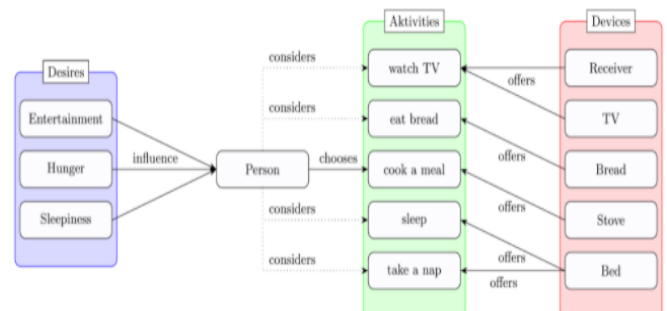 Aktivities
Devices
Desires
considers
watch TV
Receiver
offers
considers
Entertainment
eat bread
TV
influence
chooses
offers
Hunger
Person
cook a meal
Bread
offers
considers
Sleepiness
sleep
Stove
offers
considers
take a nap
Bed
offers